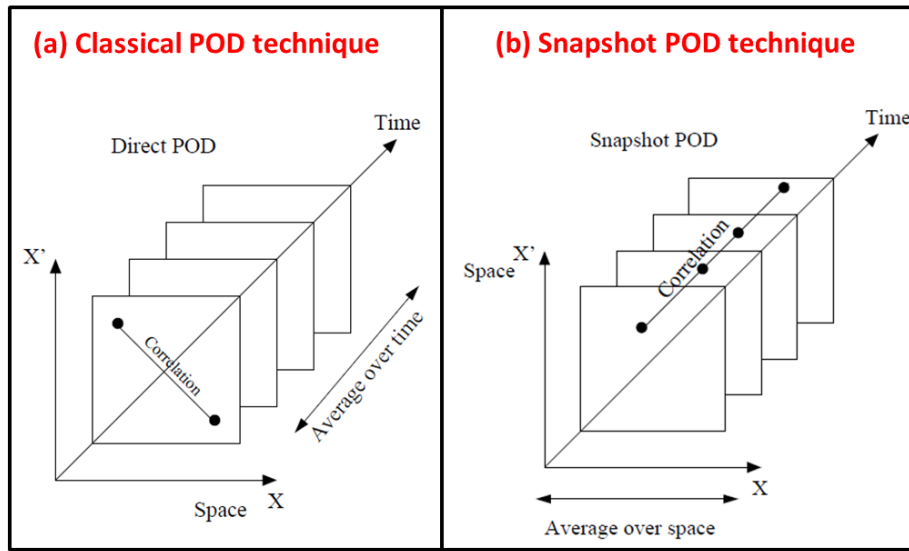 (a) Classical POD technique
Direct POD
Time
X'
Correlation
Average over time
Space
X
(b) Snapshot POD technique
Snapshot POD
Time
X'
Space
Correlation
X
Average over space